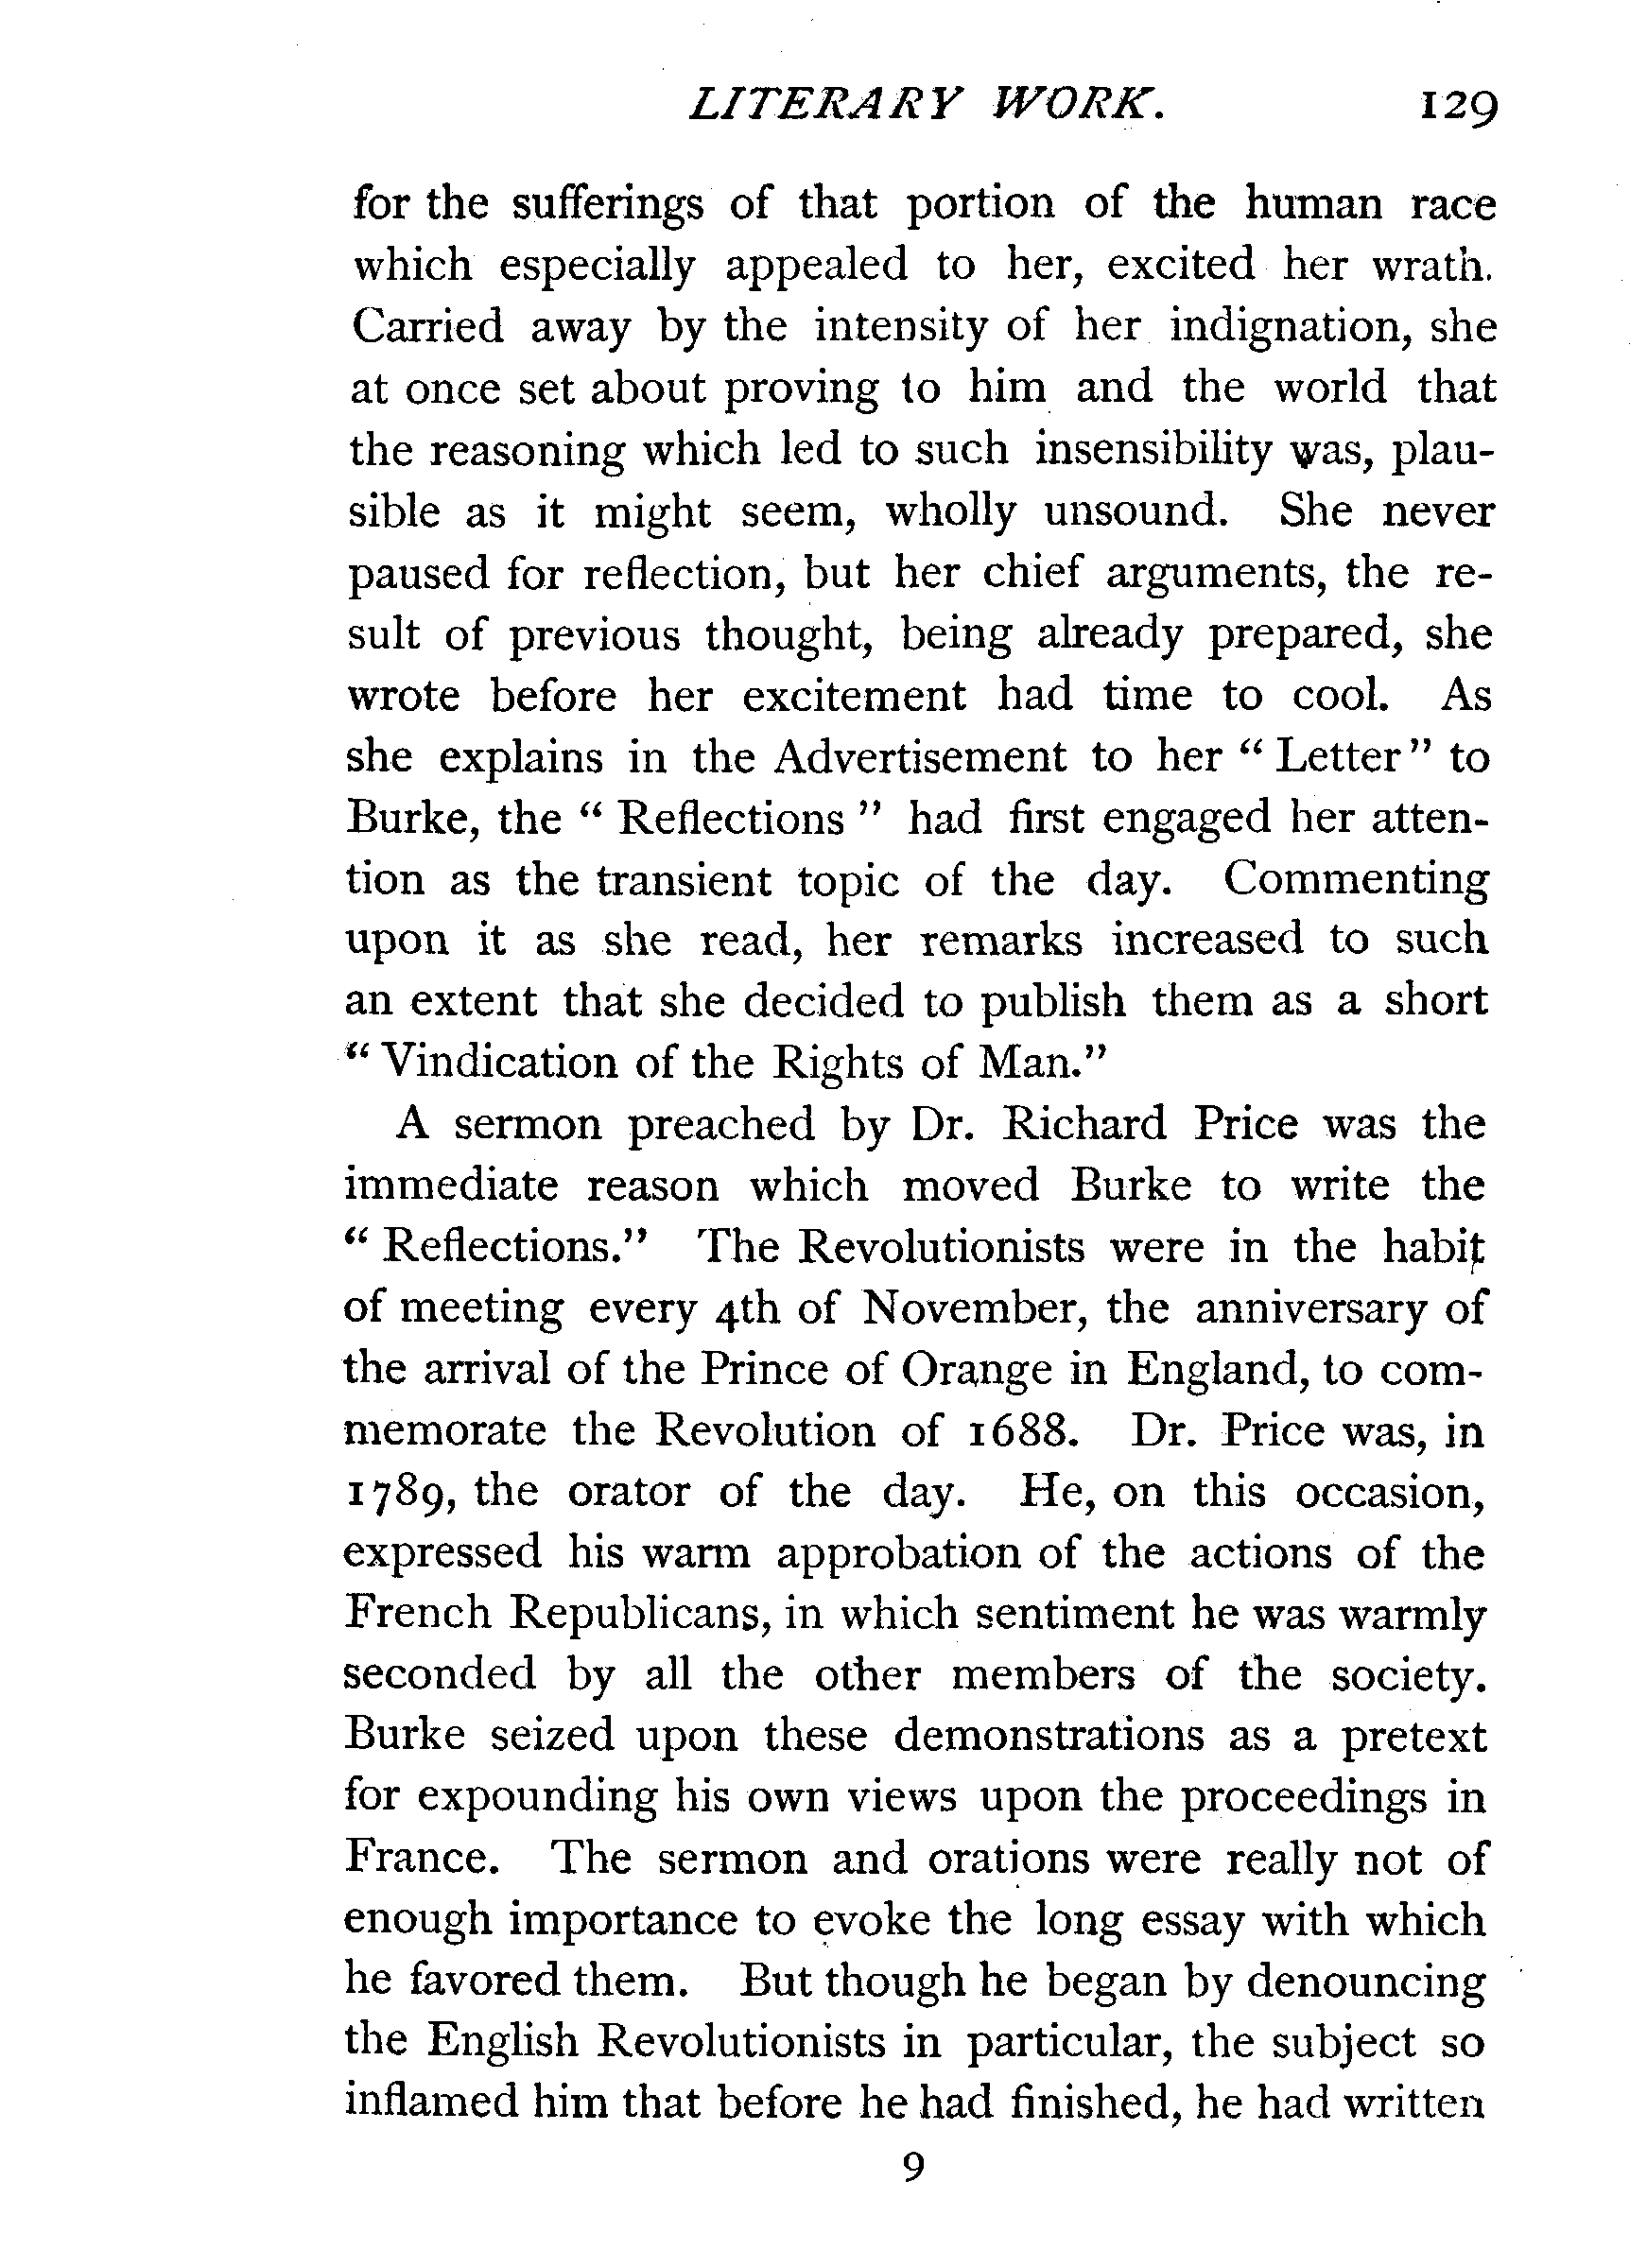 LITERARY WORK. 129
for the sufferings of that portion of the human race
which especially appealed to her, excited her wrath.
Carried away by the intensity of her indignation, she
at once set about proving to him and the world that
the reasoning which led to such insensibility was, plau-
sible as it might seem, wholly unsound. She never
paused for reflection, but her chief arguments, the re-
sult of previous thought, being already prepared, she
wrote before her excitement had time to cool. As
she explains in the Advertisement to her “ Letter ” to
Burke, the “ Reflections ” had first engaged her atten-
tion as the transient topic of the day. Commenting
upon it as she read, her remarks increased to such
an extent that she decided to publish them as a short
“ Vindication of the Rights of Man.”
A sermon preached by Dr. Richard Price was the
immediate reason which moved Burke to write the
“ Reflections.” The Revolutionists were in the habit
of meeting every 4th of November, the anniversary of
the arrival of the Prince of Orange in England, to com-
memorate the Revolution of 1688. Dr. Price was, in
1789, the orator of the day. He, on this occasion,
expressed his warm approbation of the actions of the
French Republicans, in which sentiment he was warmly
seconded by all the other members of the society.
Burke seized upon these demonstrations as a pretext
for expounding his own views upon the proceedings in
France. The sermon and orations were really not of
enough importance to evoke the long essay with which
he favored them. But though he began by denouncing
the English Revolutionists in particular, the subject so
inflamed him that before he had finished, he had written
9